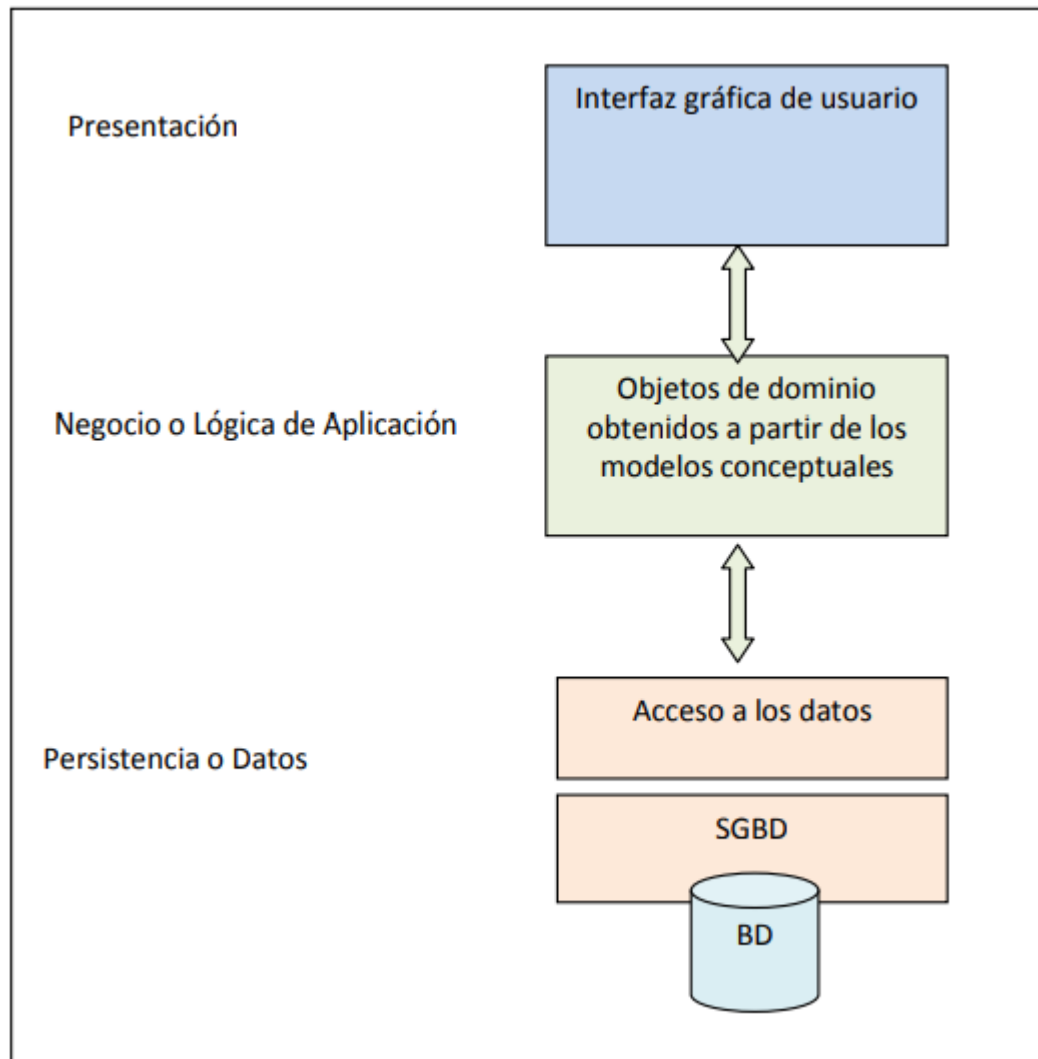 Presentación
Interfaz gráfica de usuario
Negocio o Lógica de Aplicación
Objetos de dominio
obtenidos a partir de los
modelos conceptuales
Persistencia o Datos
Acceso a los datos
SGBD
BD